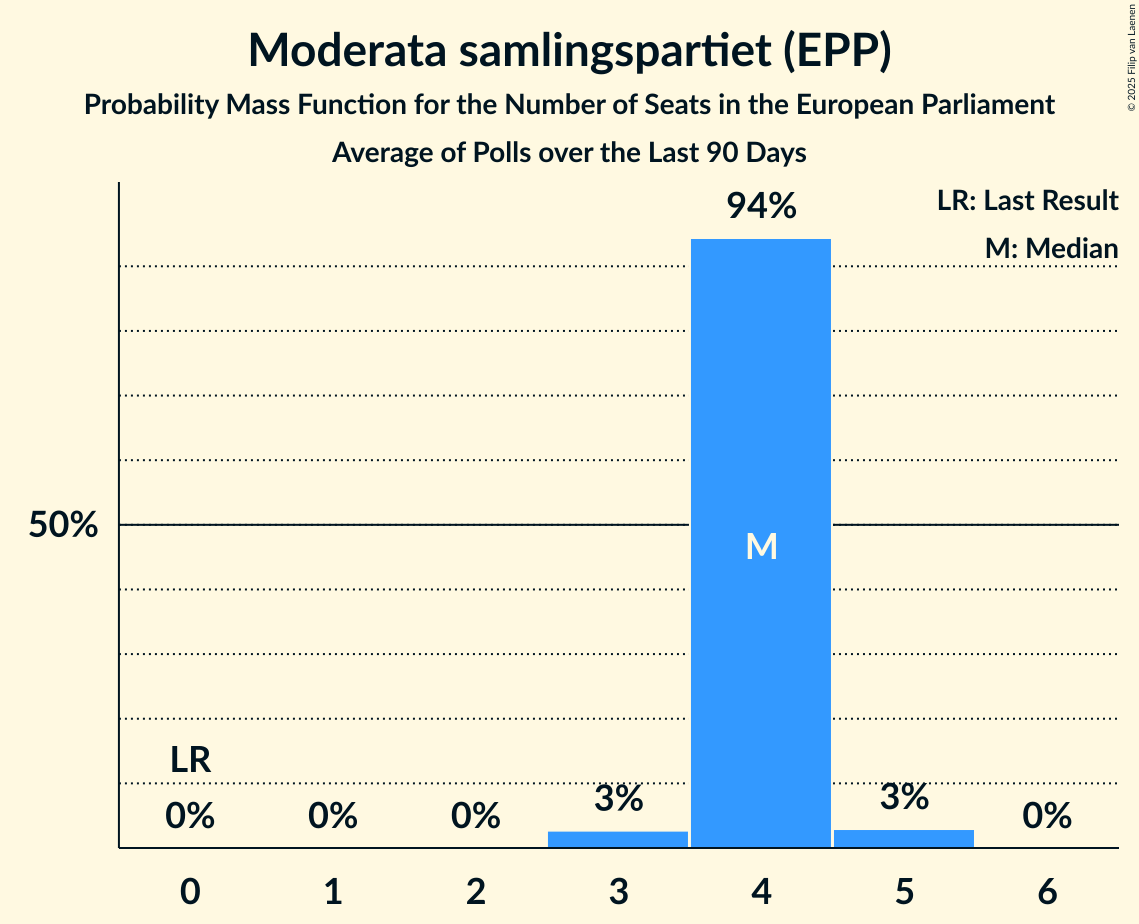 Moderata samlingspartiet (EPP)
Probability Mass Function for the Number of Seats in the European Parliament
Average of Polls over the Last 90 Days
© 2025 Filip van Laenen
LR: Last Result
M: Median
94%
50%
M
LR
0%
0%
0%
3%
3%
0%
0
1
2
3
4
5
6